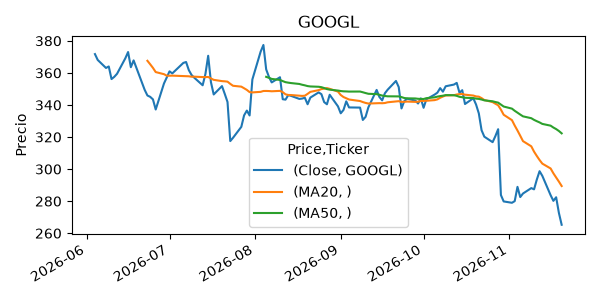 GOOGL
Precio
380
360
340
320
300
280
260
Price,Ticker
(Close, GOOGL)
(MA20, )
(MA50, )
2026-06
2026-07
2026-08
2026-09
2026-10
2026-11